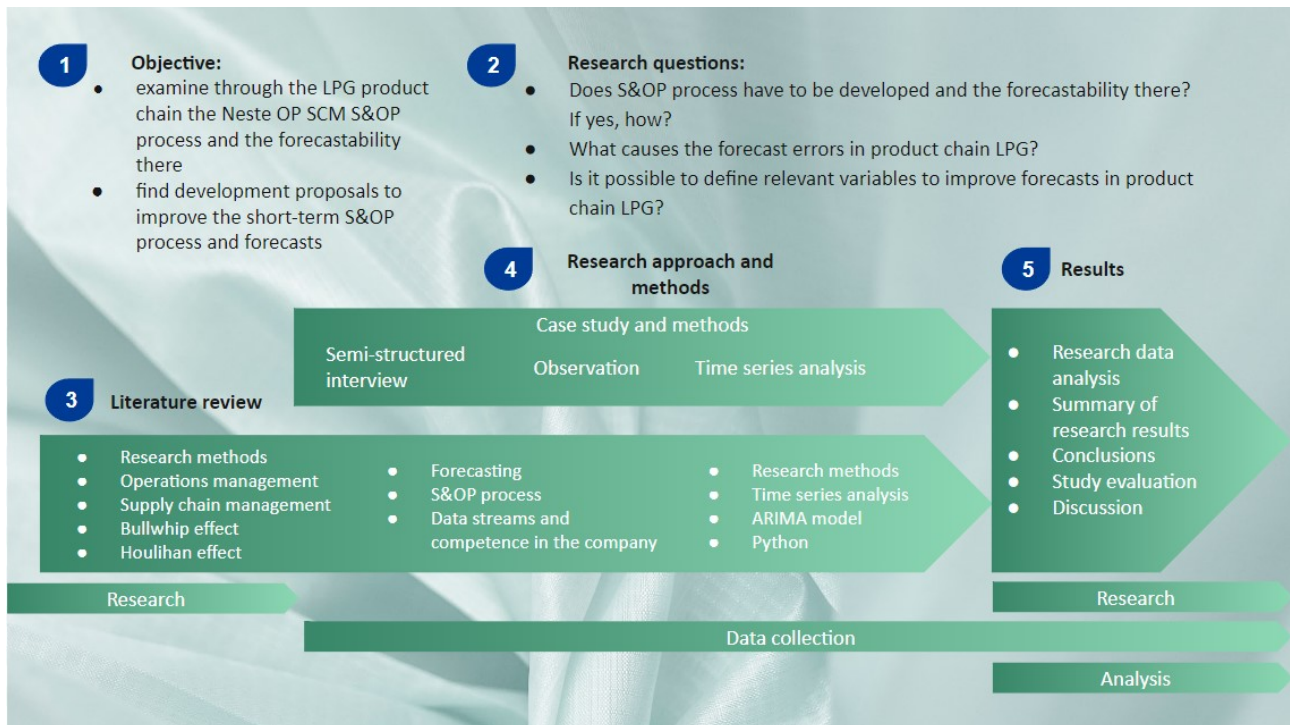 1
Objective:
● examine through the LPG product
chain the Neste OP SCM S&OP
process and the forecastability
there
● find development proposals to
improve the short-term S&OP
process and forecasts
2
Research questions:
● Does S&OP process have to be developed and the forecastability there?
If yes, how?
● What causes the forecast errors in product chain LPG?
● Is it possible to define relevant variables to improve forecasts in product
chain LPG?
3
Literature review
● Research methods
● Operations management
● Supply chain management
● Bullwhip effect
● Houlihan effect
● Forecasting
● S&OP process
● Data streams and
competence in the company
● Research methods
● Time series analysis
● ARIMA model
● Python
4
Research approach and
methods
Case study and methods
Semi-structured
interview
Observation
Time series analysis
5
Results
● Research data
analysis
● Summary of
research results
● Conclusions
● Study evaluation
● Discussion
Research
Research
Data collection
Analysis